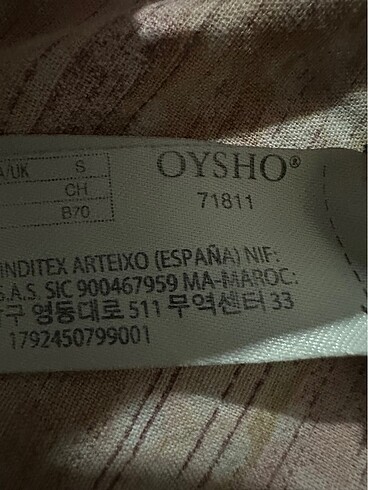 A/UK S
CH
B70
OYSHO®
71811
INDITEX ARTEIXO (ESPAÑA) NIF:
S.A.S. SIC 900467959 MA-MAROC:
구 영동대로 511 무역센터 33
1792450799001